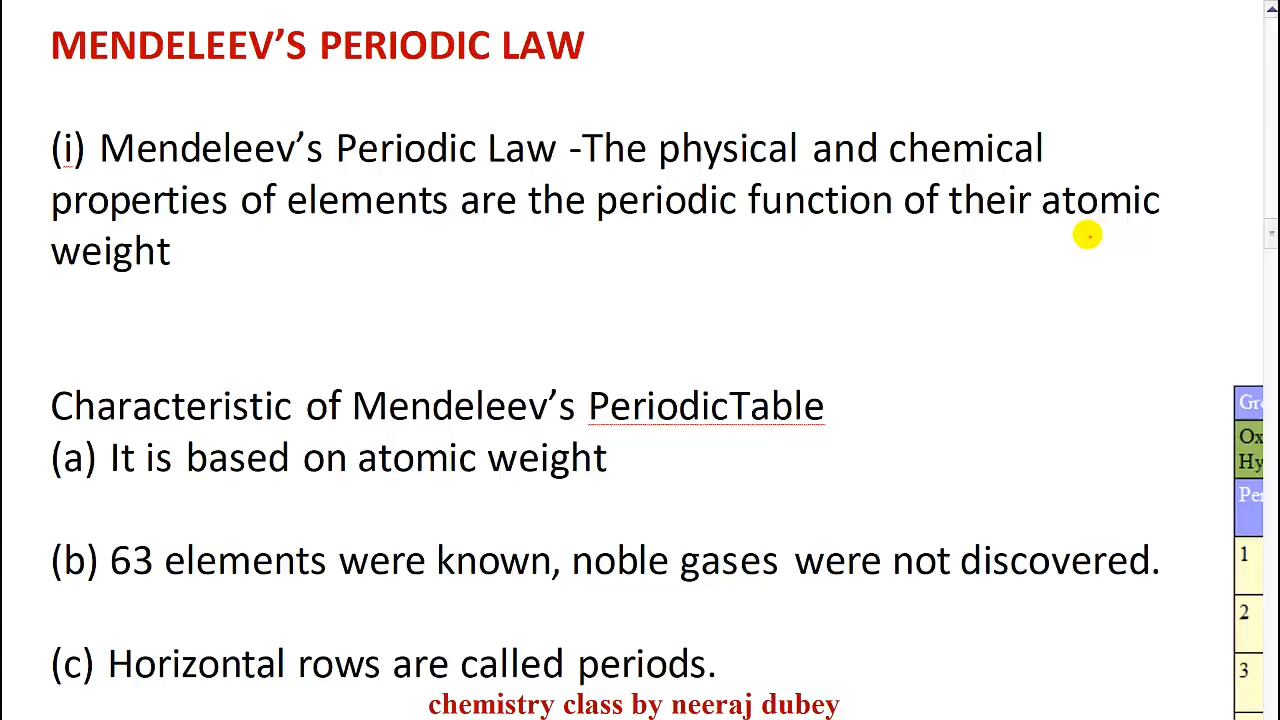 MENDELEEV’S PERIODIC LAW
(i) Mendeleev’s Periodic Law -The physical and chemical
properties of elements are the periodic function of their atomic
weight
Characteristic of Mendeleev’s PeriodicTable
(a) It is based on atomic weight
(b) 63 elements were known, noble gases were not discovered.
(c) Horizontal rows are called periods.
chemistry class by neeraj dubey
1
2
3